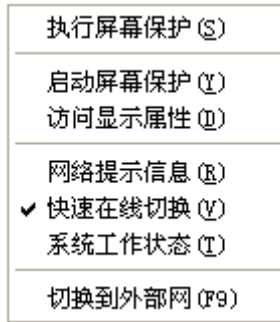 执行屏幕保护(S)
启动屏幕保护(Y)
访问显示属性(D)
网络提示信息(R)
✓ 快速在线切换(V)
系统工作状态(T)
切换到外部网(F9)